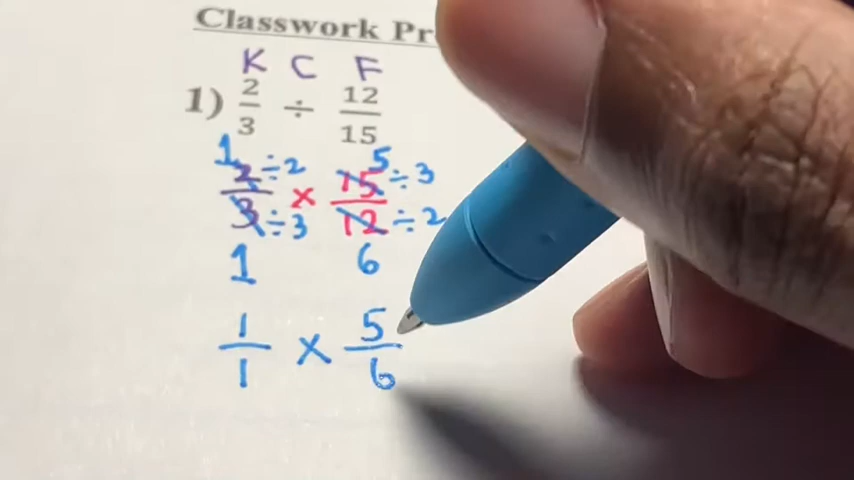 Classwork
K C F
1) 2/3 ÷ 12/15
1 5
2 ÷2 15 ÷3
×
3 ÷3 12 ÷2
1 6
1/1 × 5/6